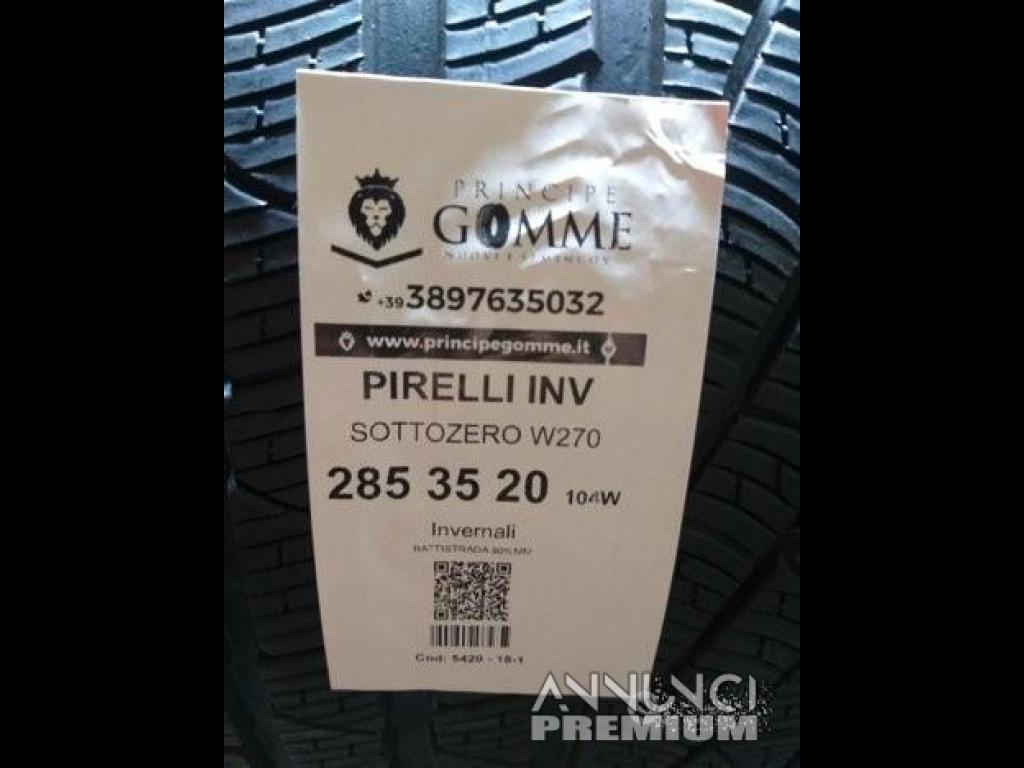 PRINCIPE
GOMME
+39 3897635032
www.principegomme.it
PIRELLI INV
SOTTOZERO W270
285 35 20 104W
Invernali
BATTISTRADA 90% MM
Cod: 5420 - 18-1
ANNUNCI
PREMIUM